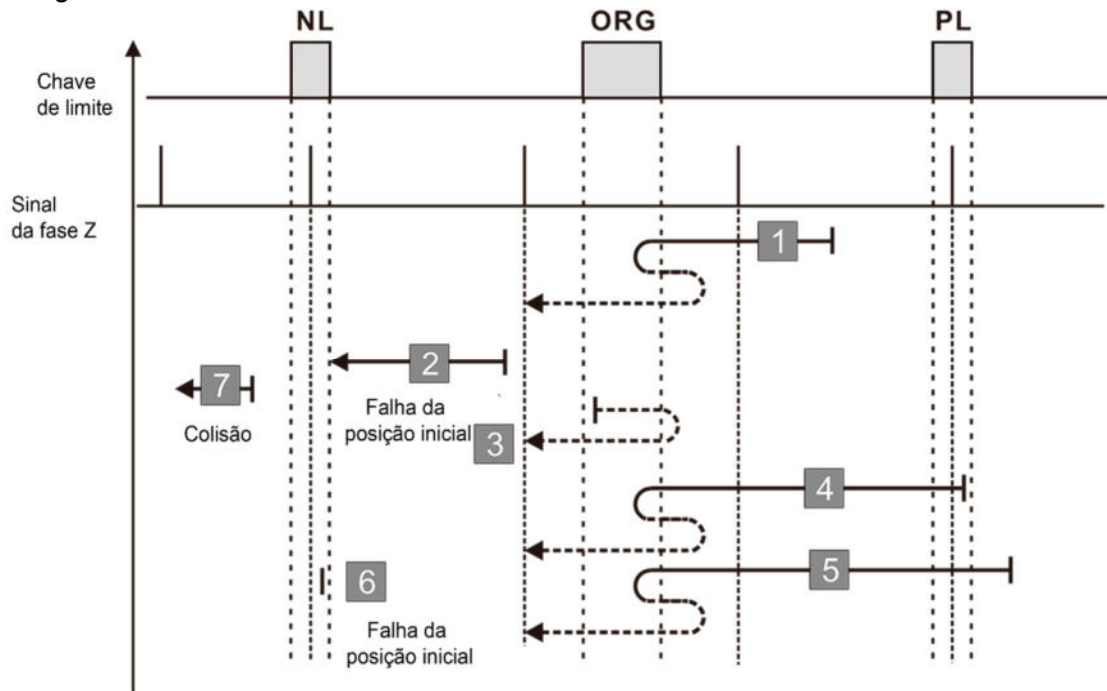 NL ORG PL
Chave
de limite
Sinal
da fase Z
1
2
7
Falha da
posição inicial
Colisão
3
4
5
6
Falha da
posição inicial